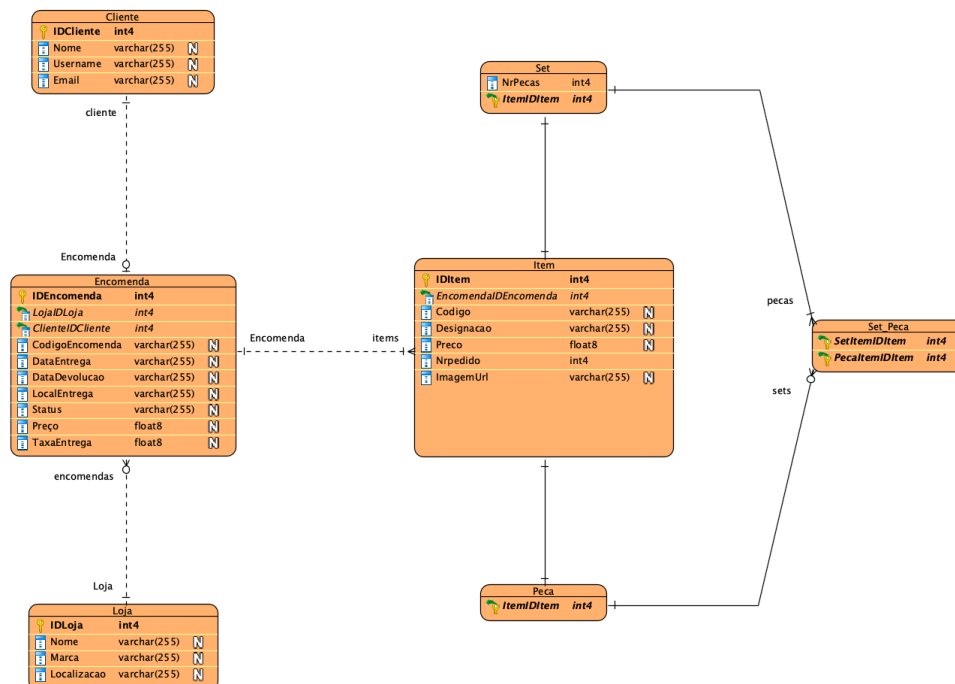 Cliente
IDCliente int4
Nome varchar(255) N
Username varchar(255) N
Email varchar(255) N
cliente
Encomenda
Encomenda
IDEncomenda int4
LojaIDLoja int4
ClienteIDCliente int4
CodigoEncomenda varchar(255) N
DataEntrega varchar(255) N
DataDevolucao varchar(255) N
LocalEntrega varchar(255) N
Status varchar(255) N
Preço float8 N
TaxaEntrega float8 N
encomendas
Loja
Loja
IDLoja int4
Nome varchar(255) N
Marca varchar(255) N
Localizacao varchar(255) N
Encomenda items
Set
NrPecas int4
ItemIDItem int4
Item
IDItem int4
EncomendaIDEncomenda int4
Codigo varchar(255) N
Designacao varchar(255) N
Preco float8 N
Nrpedido int4
ImagemUrl varchar(255) N
Peca
ItemIDItem int4
pecas
Set_Peca
SetItemIDItem int4
PecaItemIDItem int4
sets